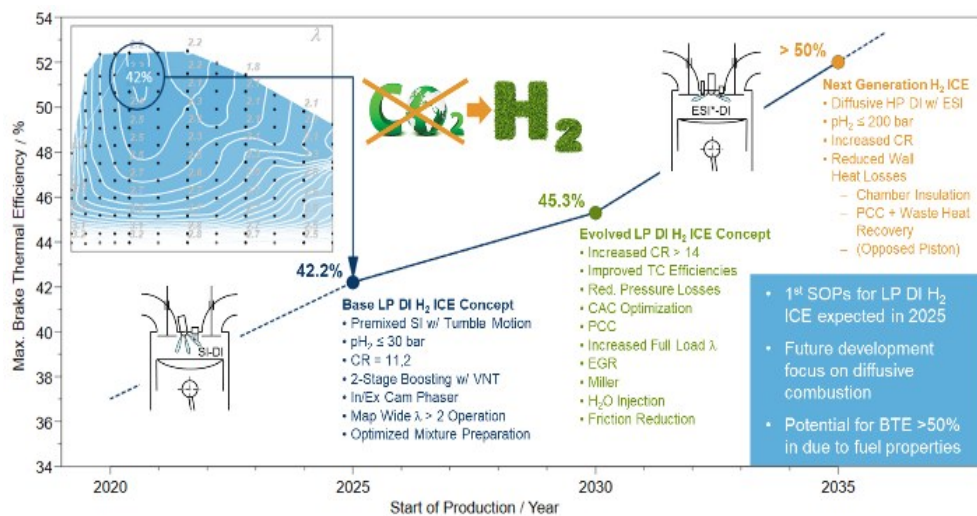 54
52
50
48
46
44
42
40
38
36
34
Max. Brake Thermal Efficiency / %
2020
2025
2030
2035
Start of Production / Year
λ
2.2
1.8
2.1
42%
CO2
H2
SI-DI
42.2%
Base LP DI H₂ ICE Concept
• Premixed SI w/ Tumble Motion
• pH₂ ≤ 30 bar
• CR = 11,2
• 2-Stage Boosting w/ VNT
• In/Ex Cam Phaser
• Map Wide λ > 2 Operation
• Optimized Mixture Preparation
45.3%
Evolved LP DI H₂ ICE Concept
• Increased CR > 14
• Improved TC Efficiencies
• Red. Pressure Losses
• CAC Optimization
• PCC
• Increased Full Load λ
• EGR
• Miller
• H₂O Injection
• Friction Reduction
ESI*-DI
> 50%
Next Generation H₂ ICE
• Diffusive HP DI w/ ESI
• pH₂ ≤ 200 bar
• Increased CR
• Reduced Wall
Heat Losses
– Chamber Insulation
– PCC + Waste Heat
Recovery
– (Opposed Piston)
• 1st SOPs for LP DI H₂
ICE expected in 2025
• Future development
focus on diffusive
combustion
• Potential for BTE >50%
in due to fuel properties